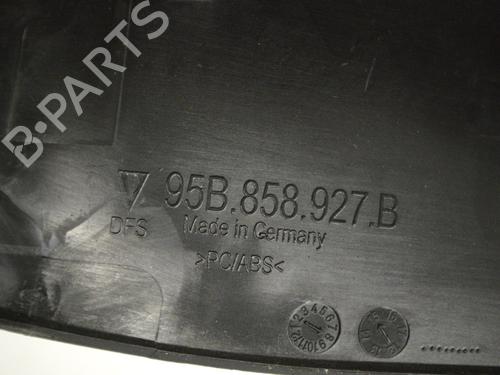 B-PARTS
95B.858.927.B
DFS Made in Germany
>PC/ABS<